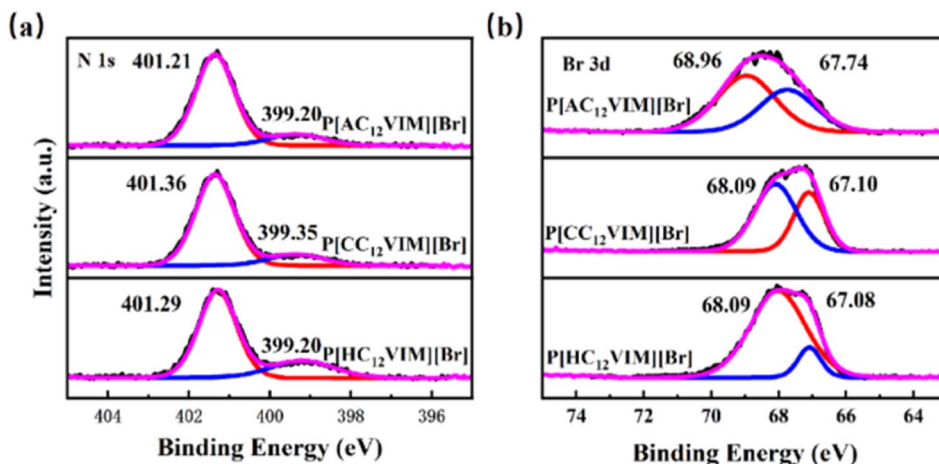 (a)
N 1s
401.21
399.20
P[AC₁₂VIM][Br]
401.36
399.35
P[CC₁₂VIM][Br]
401.29
399.20
P[HC₁₂VIM][Br]
Intensity (a.u.)
404 402 400 398 396
Binding Energy (eV)
(b)
Br 3d
68.96
67.74
P[AC₁₂VIM][Br]
68.09
67.10
P[CC₁₂VIM][Br]
68.09
67.08
P[HC₁₂VIM][Br]
75 70 68 66 64
Binding Energy (eV)